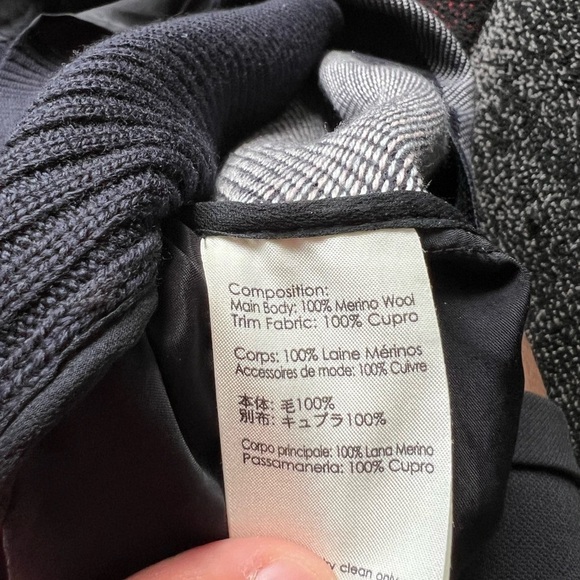 Composition:
Main Body: 100% Merino Wool
Trim Fabric: 100% Cupro
Corps: 100% Laine Mérinos
Accessoires de mode: 100% Cuivre
本体: 毛100%
別布: キュプラ100%
Corpo principale: 100% Lana Merino
Passamaneria: 100% Cupro
clean only